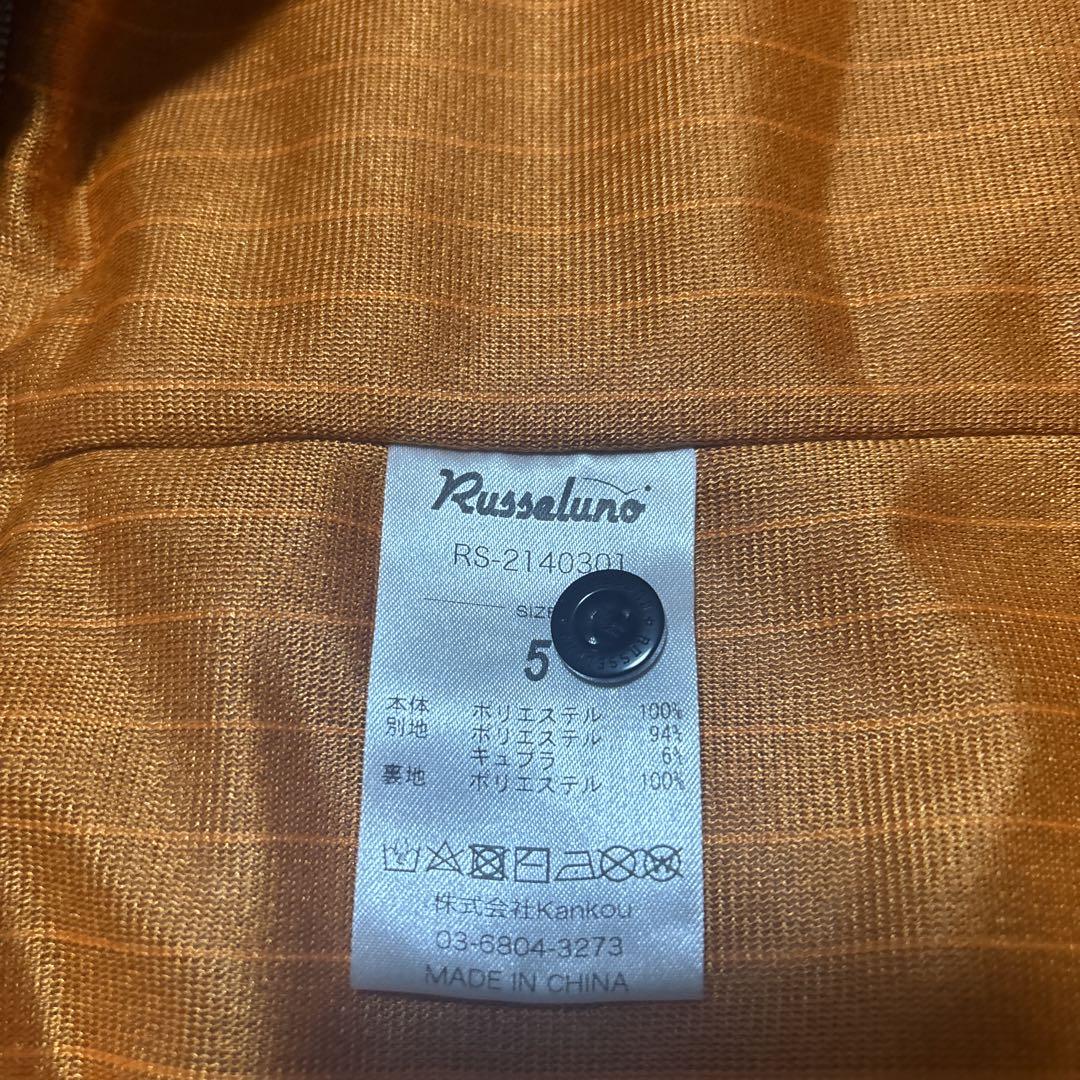 Russeluno
RS-2140301
SIZE
5
本体 ポリエステル 100%
別地 ポリエステル 94%
キュプラ 6%
裏地 ポリエステル 100%
株式会社Kankou
03-6804-3273
MADE IN CHINA